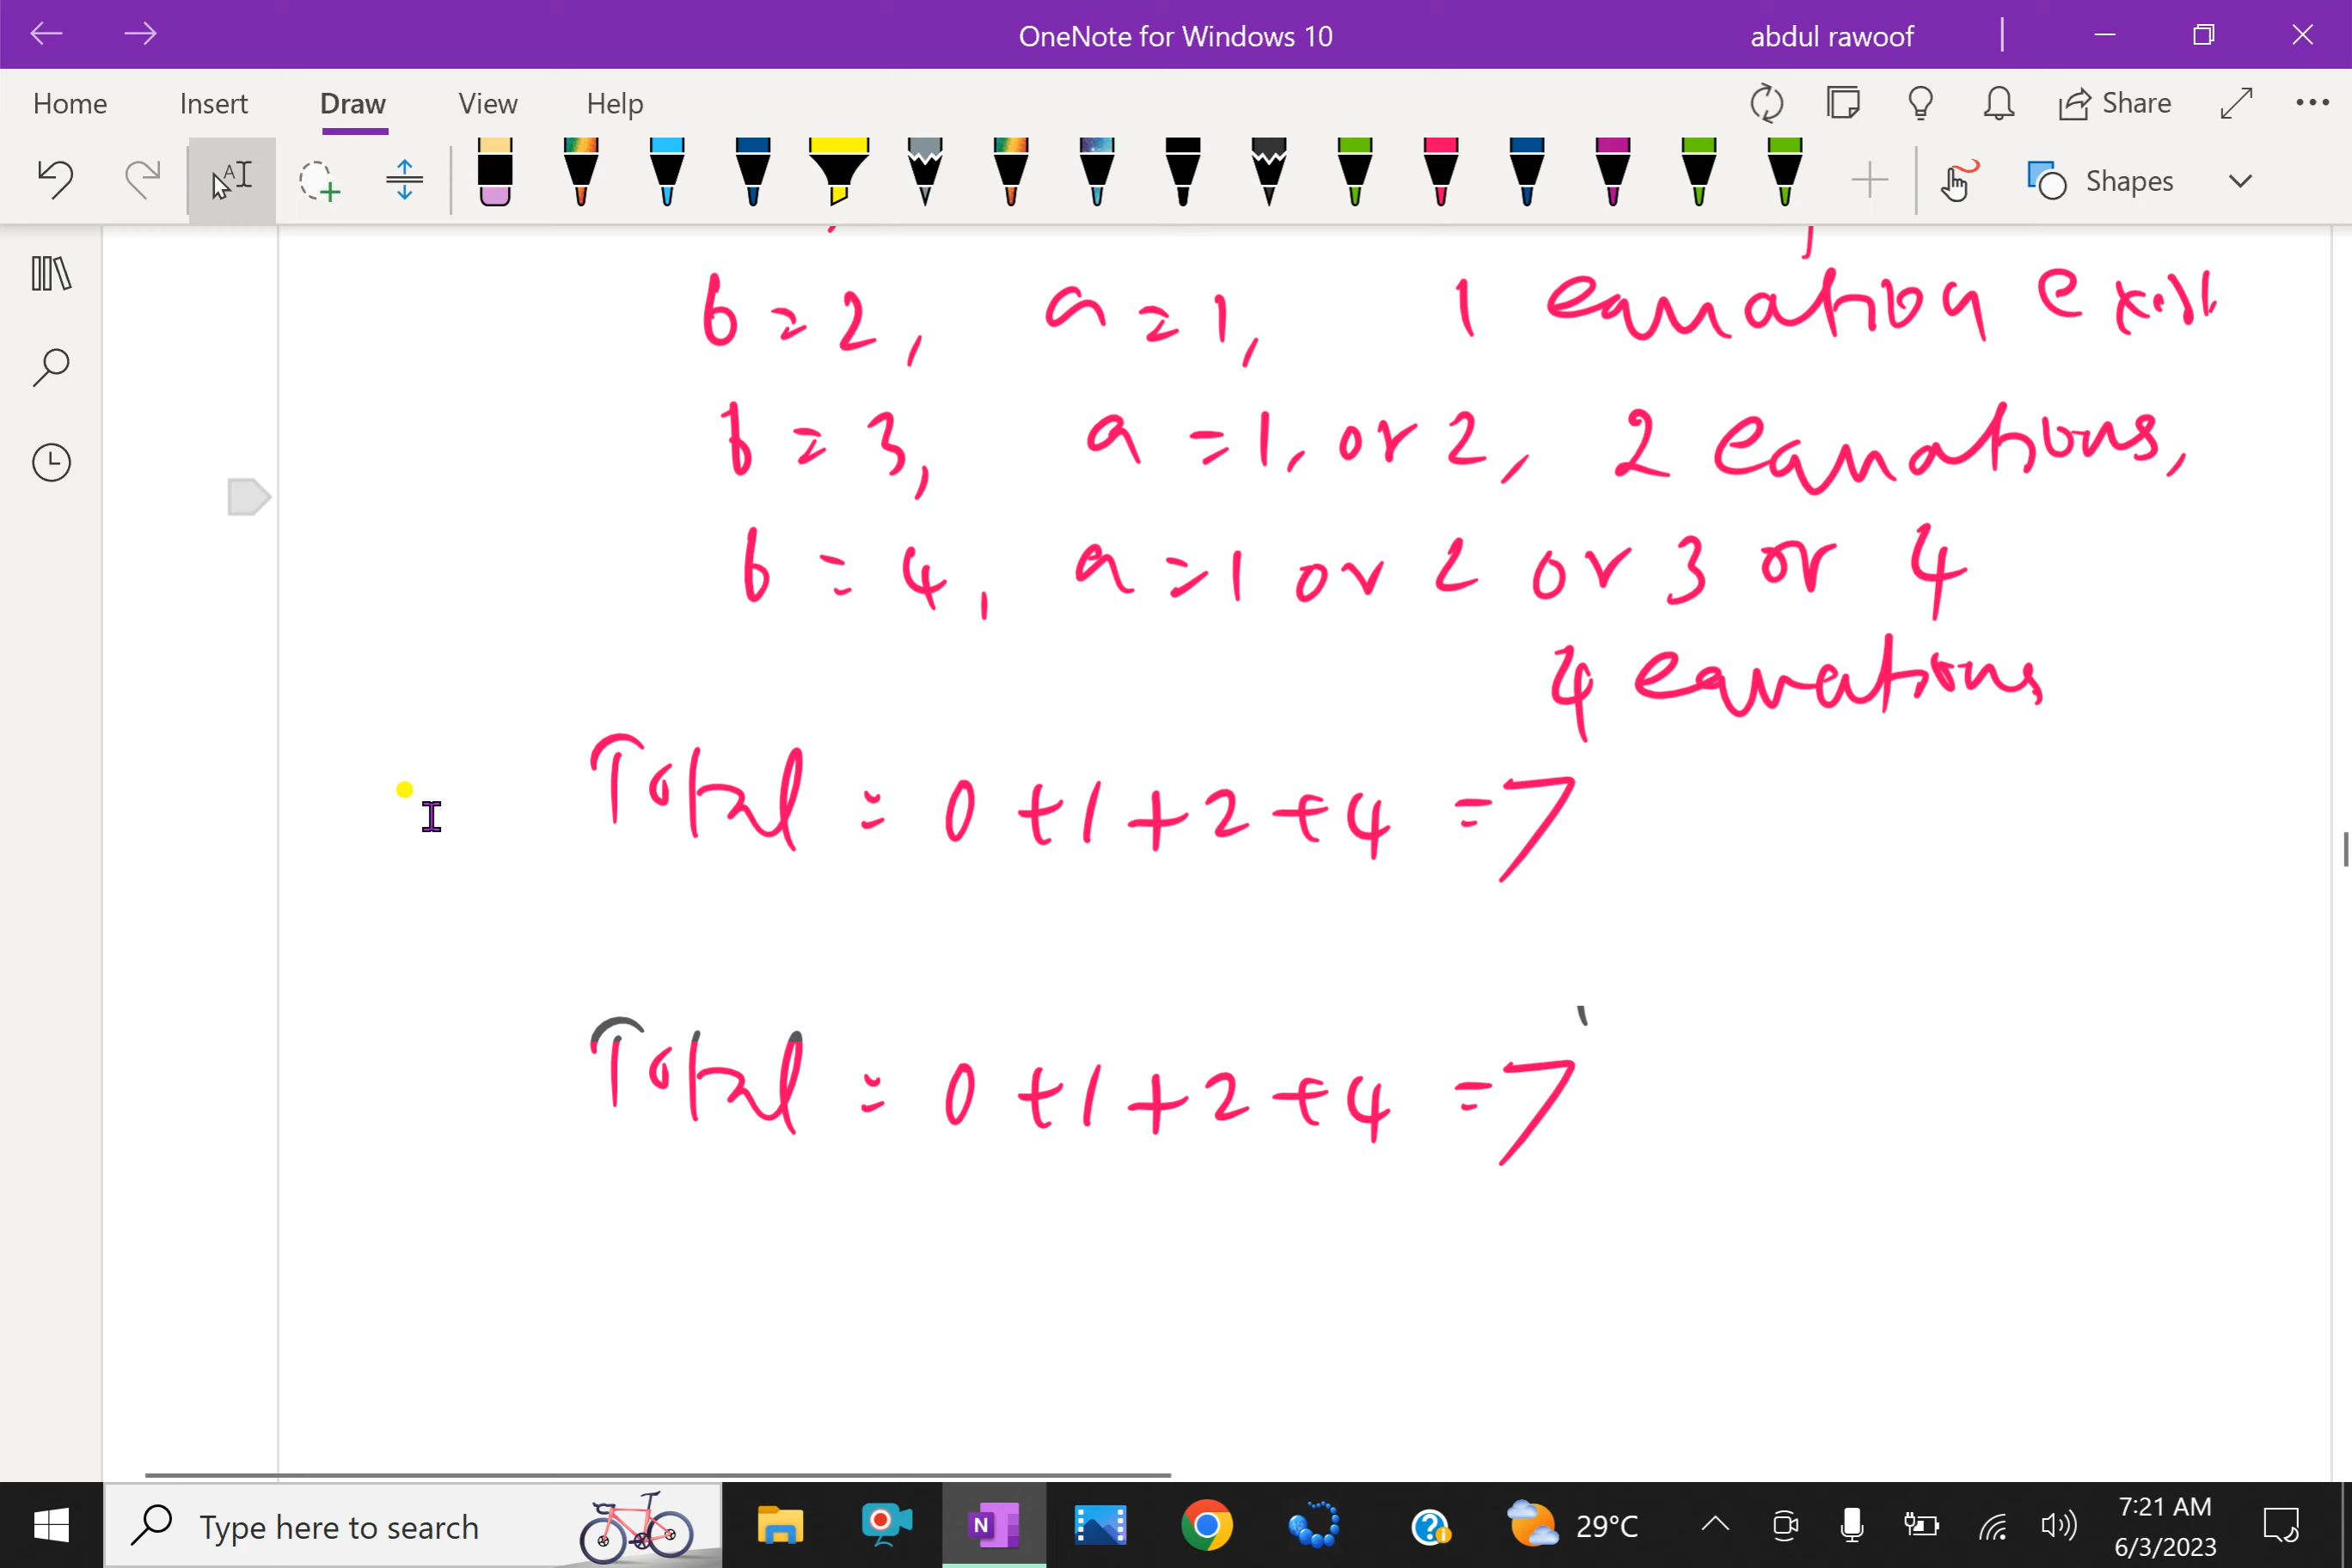 OneNote for Windows 10
abdul rawoof
Home Insert Draw View Help
Share
Shapes
b = 2, a = 1, 1 equation exist
b = 3, a = 1, or 2, 2 equations,
b = 4, a = 1 or 2 or 3 or 4
4 equations
Total = 0 + 1 + 2 + 4 = 7
Total = 0 + 1 + 2 + 4 = 7
Type here to search
29°C
7:21 AM
6/3/2023